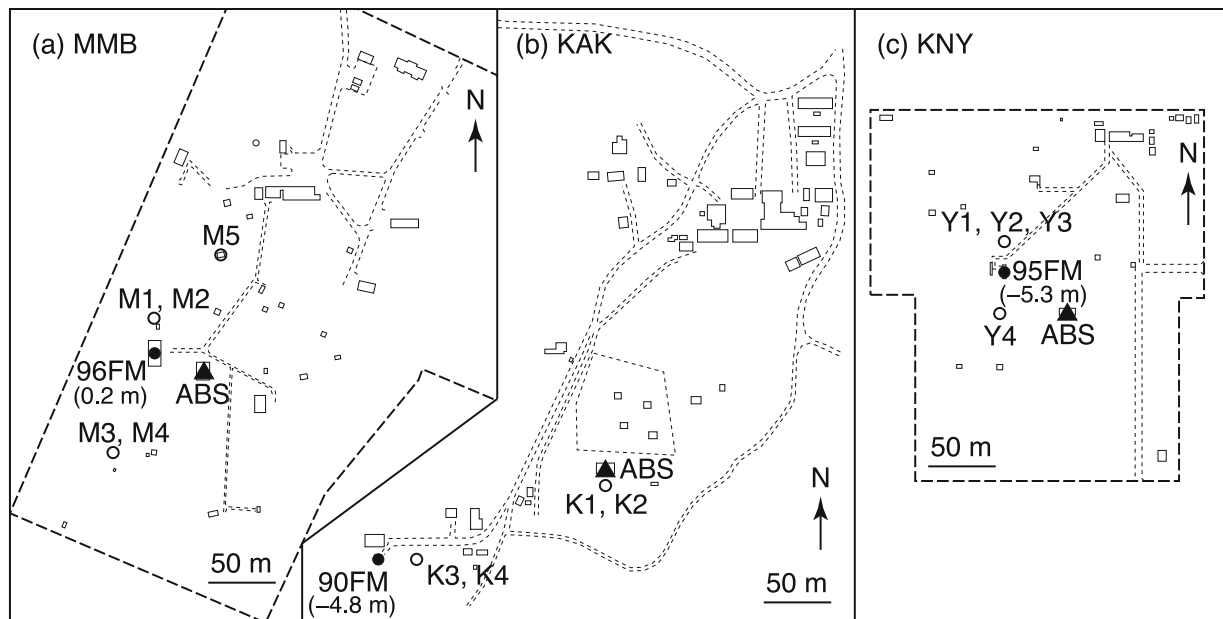 (a) MMB
N
M5
M1, M2
96FM
(0.2 m)
ABS
M3, M4
50 m
(b) KAK
ABS
K1, K2
N
90FM
(–4.8 m)
K3, K4
50 m
(c) KNY
N
Y1, Y2, Y3
95FM
(–5.3 m)
Y4
ABS
50 m